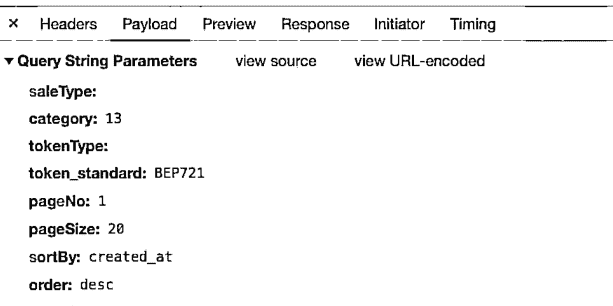 × Headers Payload Preview Response Initiator Timing
▼ Query String Parameters view source view URL-encoded
saleType:
category: 13
tokenType:
token_standard: BEP721
pageNo: 1
pageSize: 20
sortBy: created_at
order: desc